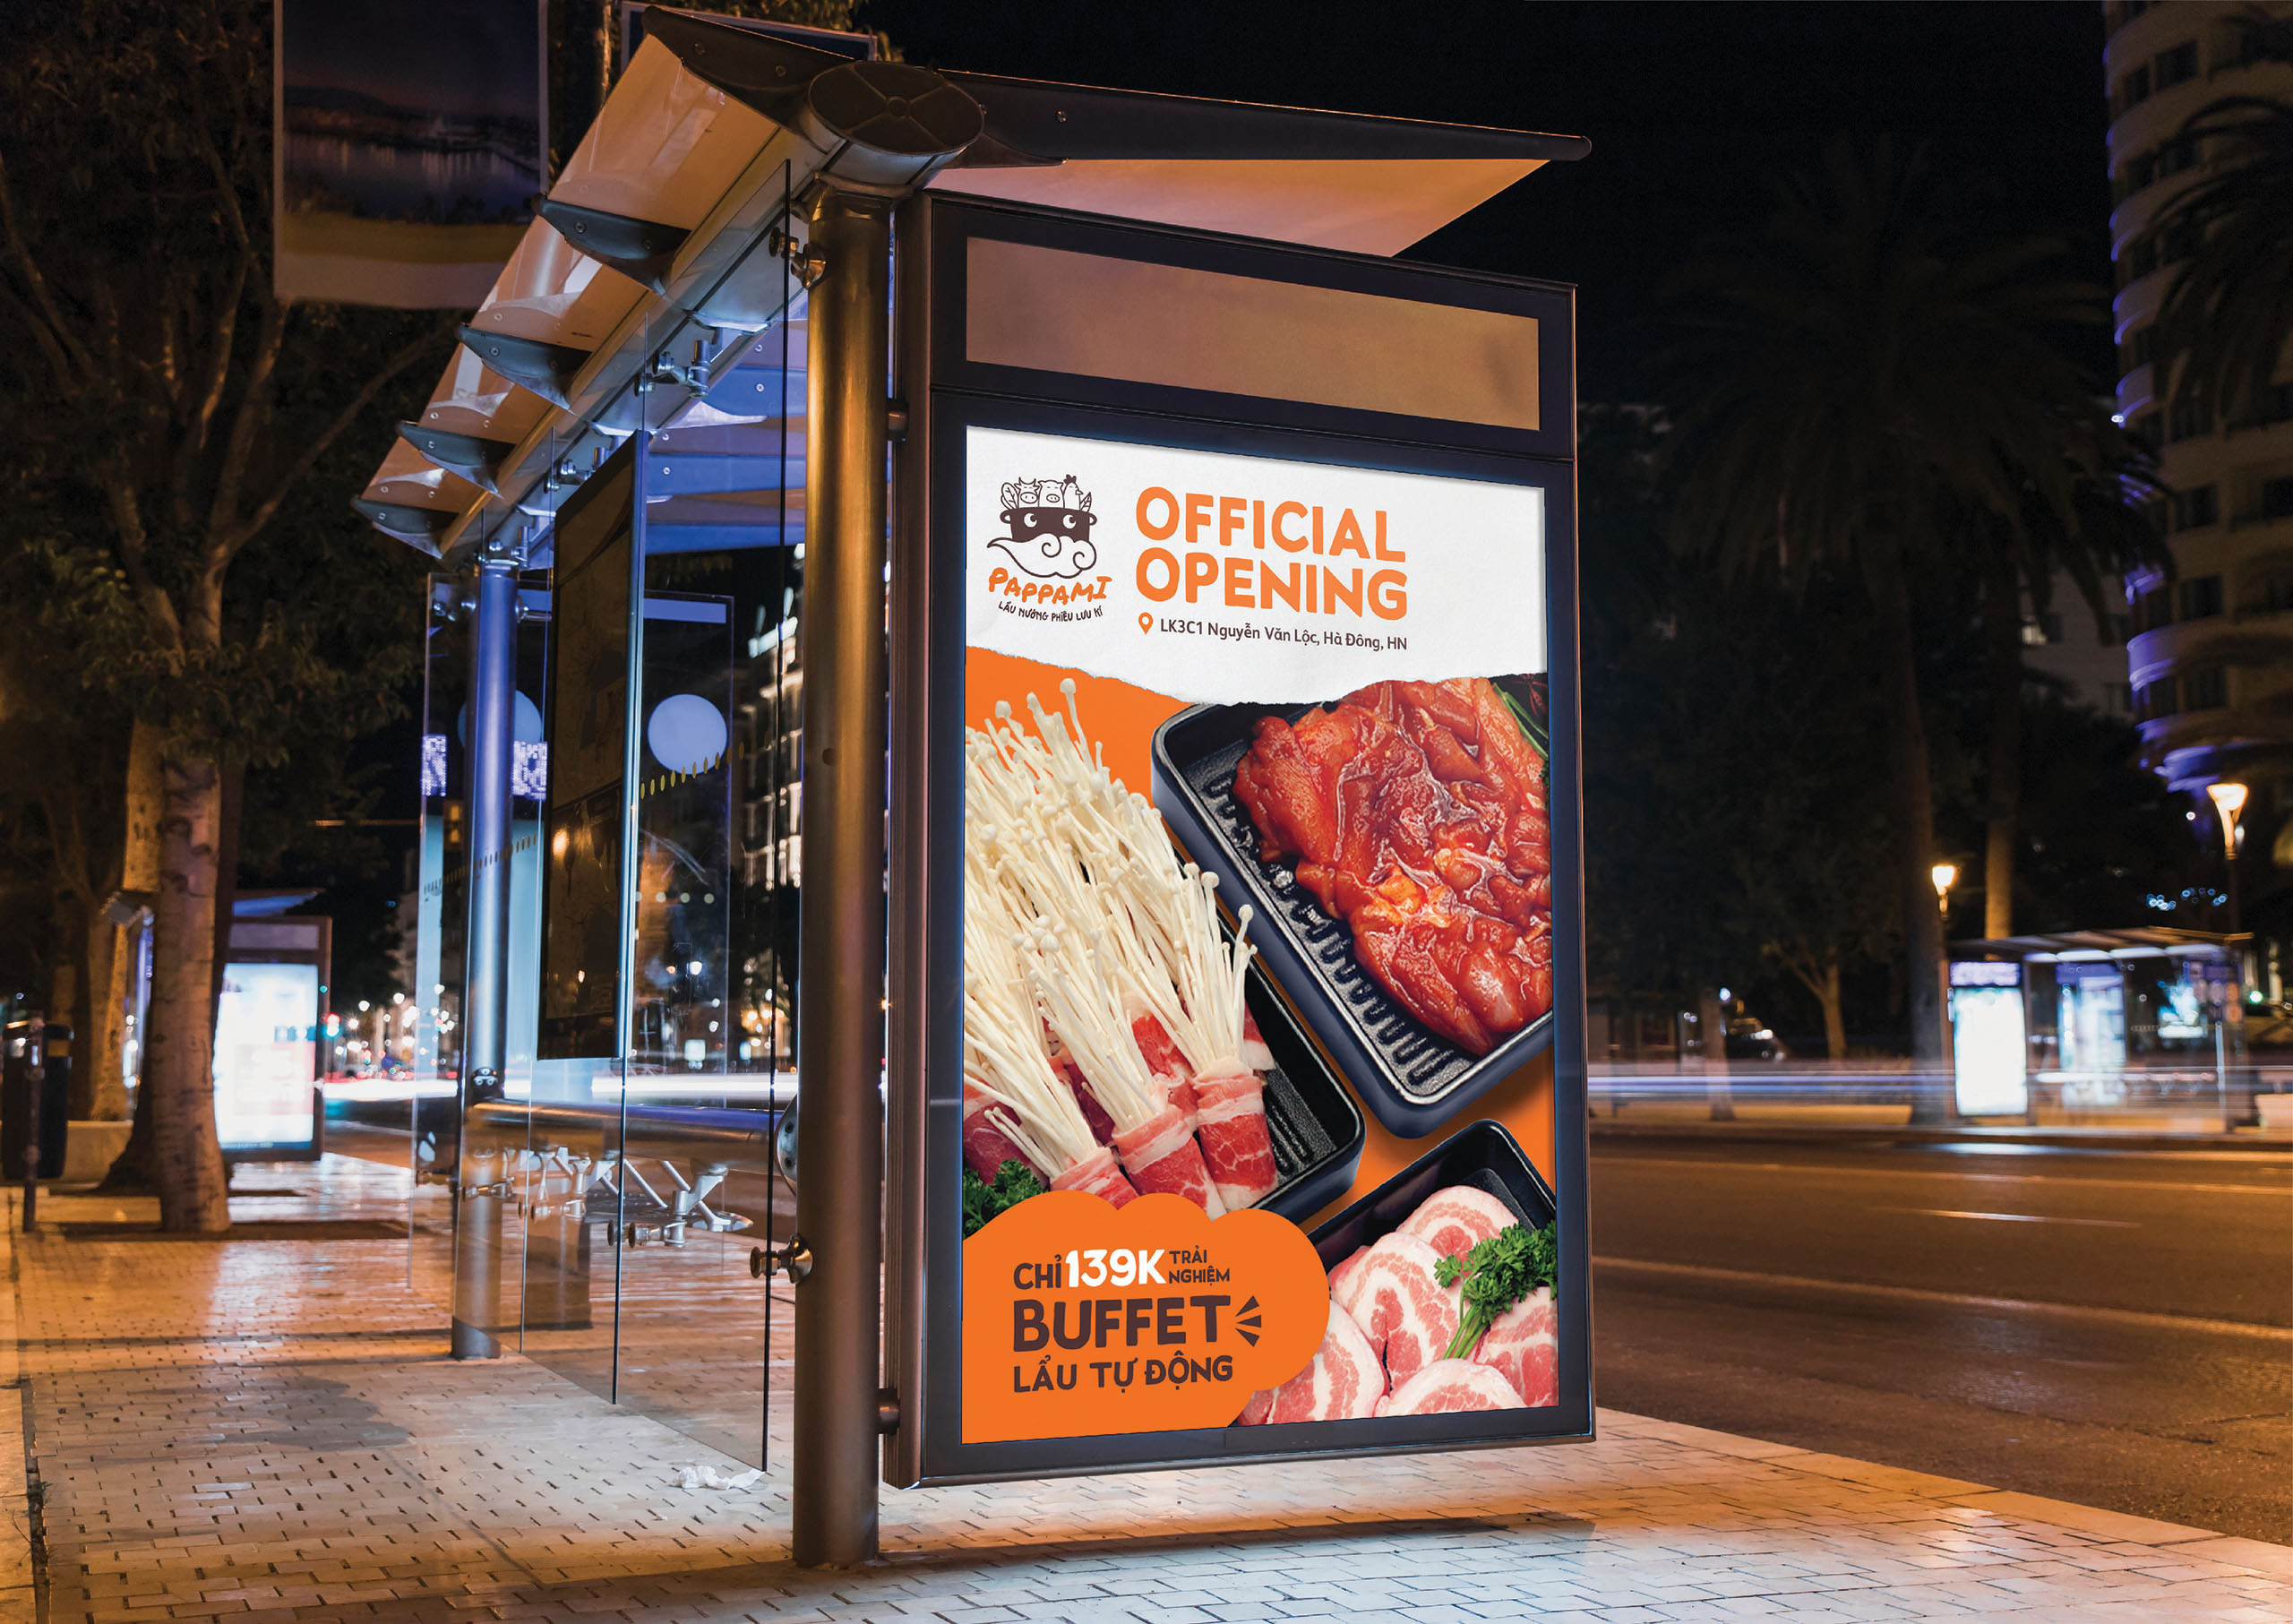 PAPPAMI
LẨU NƯỚNG PHIÊU LƯU KÍ
OFFICIAL
OPENING
LK3C1 Nguyễn Văn Lộc, Hà Đông, HN
CHỈ 139K TRẢI NGHIỆM
BUFFET
LẨU TỰ ĐỘNG